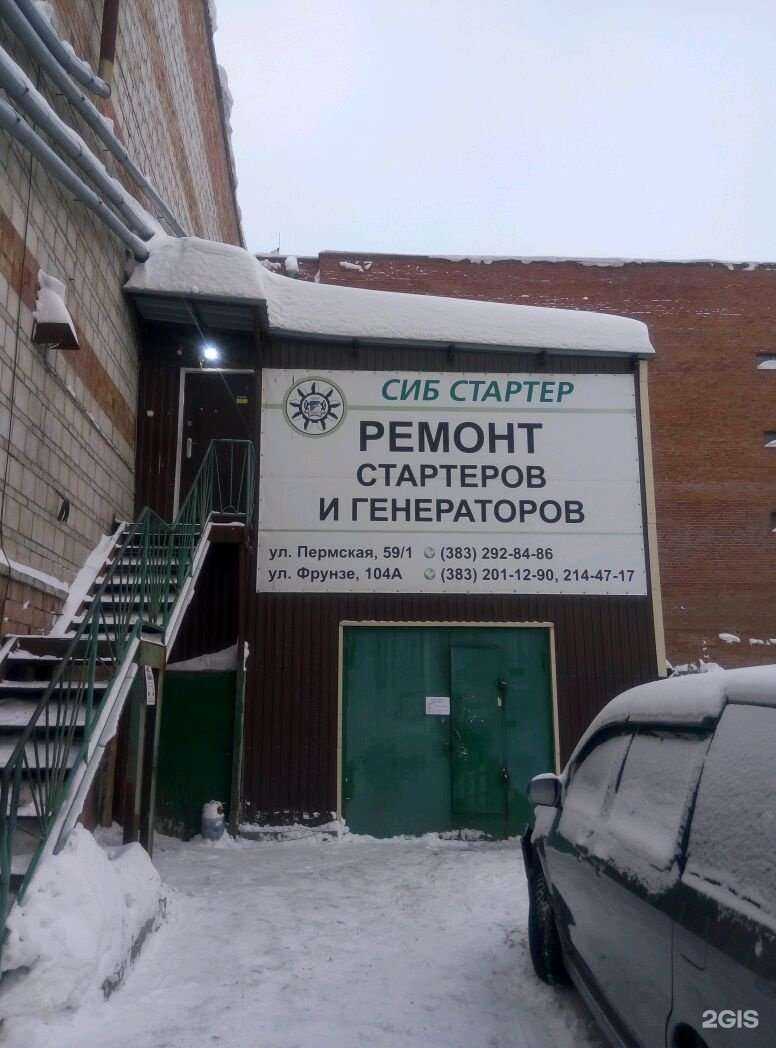 СИБ СТАРТЕР
РЕМОНТ
СТАРТЕРОВ
И ГЕНЕРАТОРОВ
ул. Пермская, 59/1 (383) 292-84-86
ул. Фрунзе, 104А (383) 201-12-90, 214-47-17
2GIS